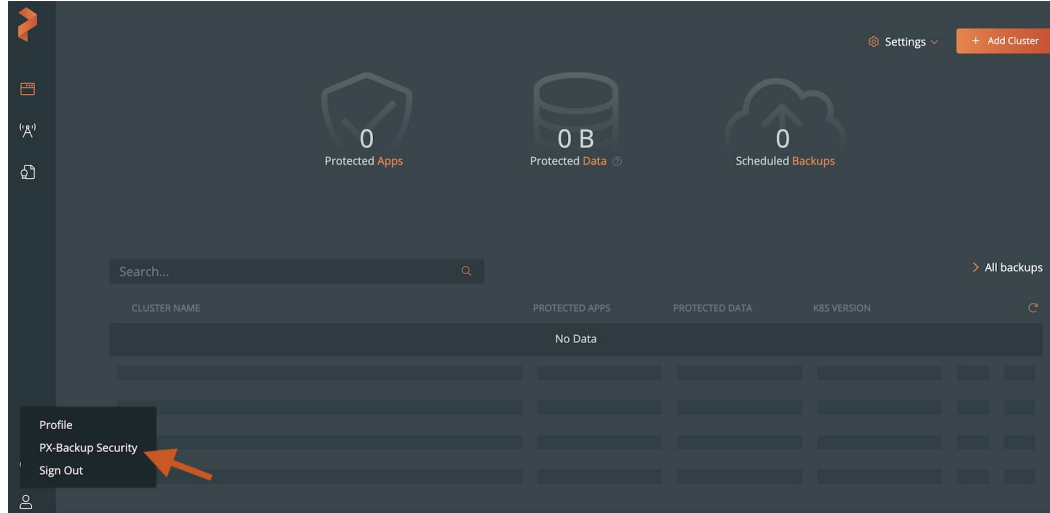 Settings
+ Add Cluster
0
Protected Apps
0 B
Protected Data
0
Scheduled Backups
Search...
All backups
CLUSTER NAME PROTECTED APPS PROTECTED DATA K8S VERSION
No Data
Profile
PX-Backup Security
Sign Out